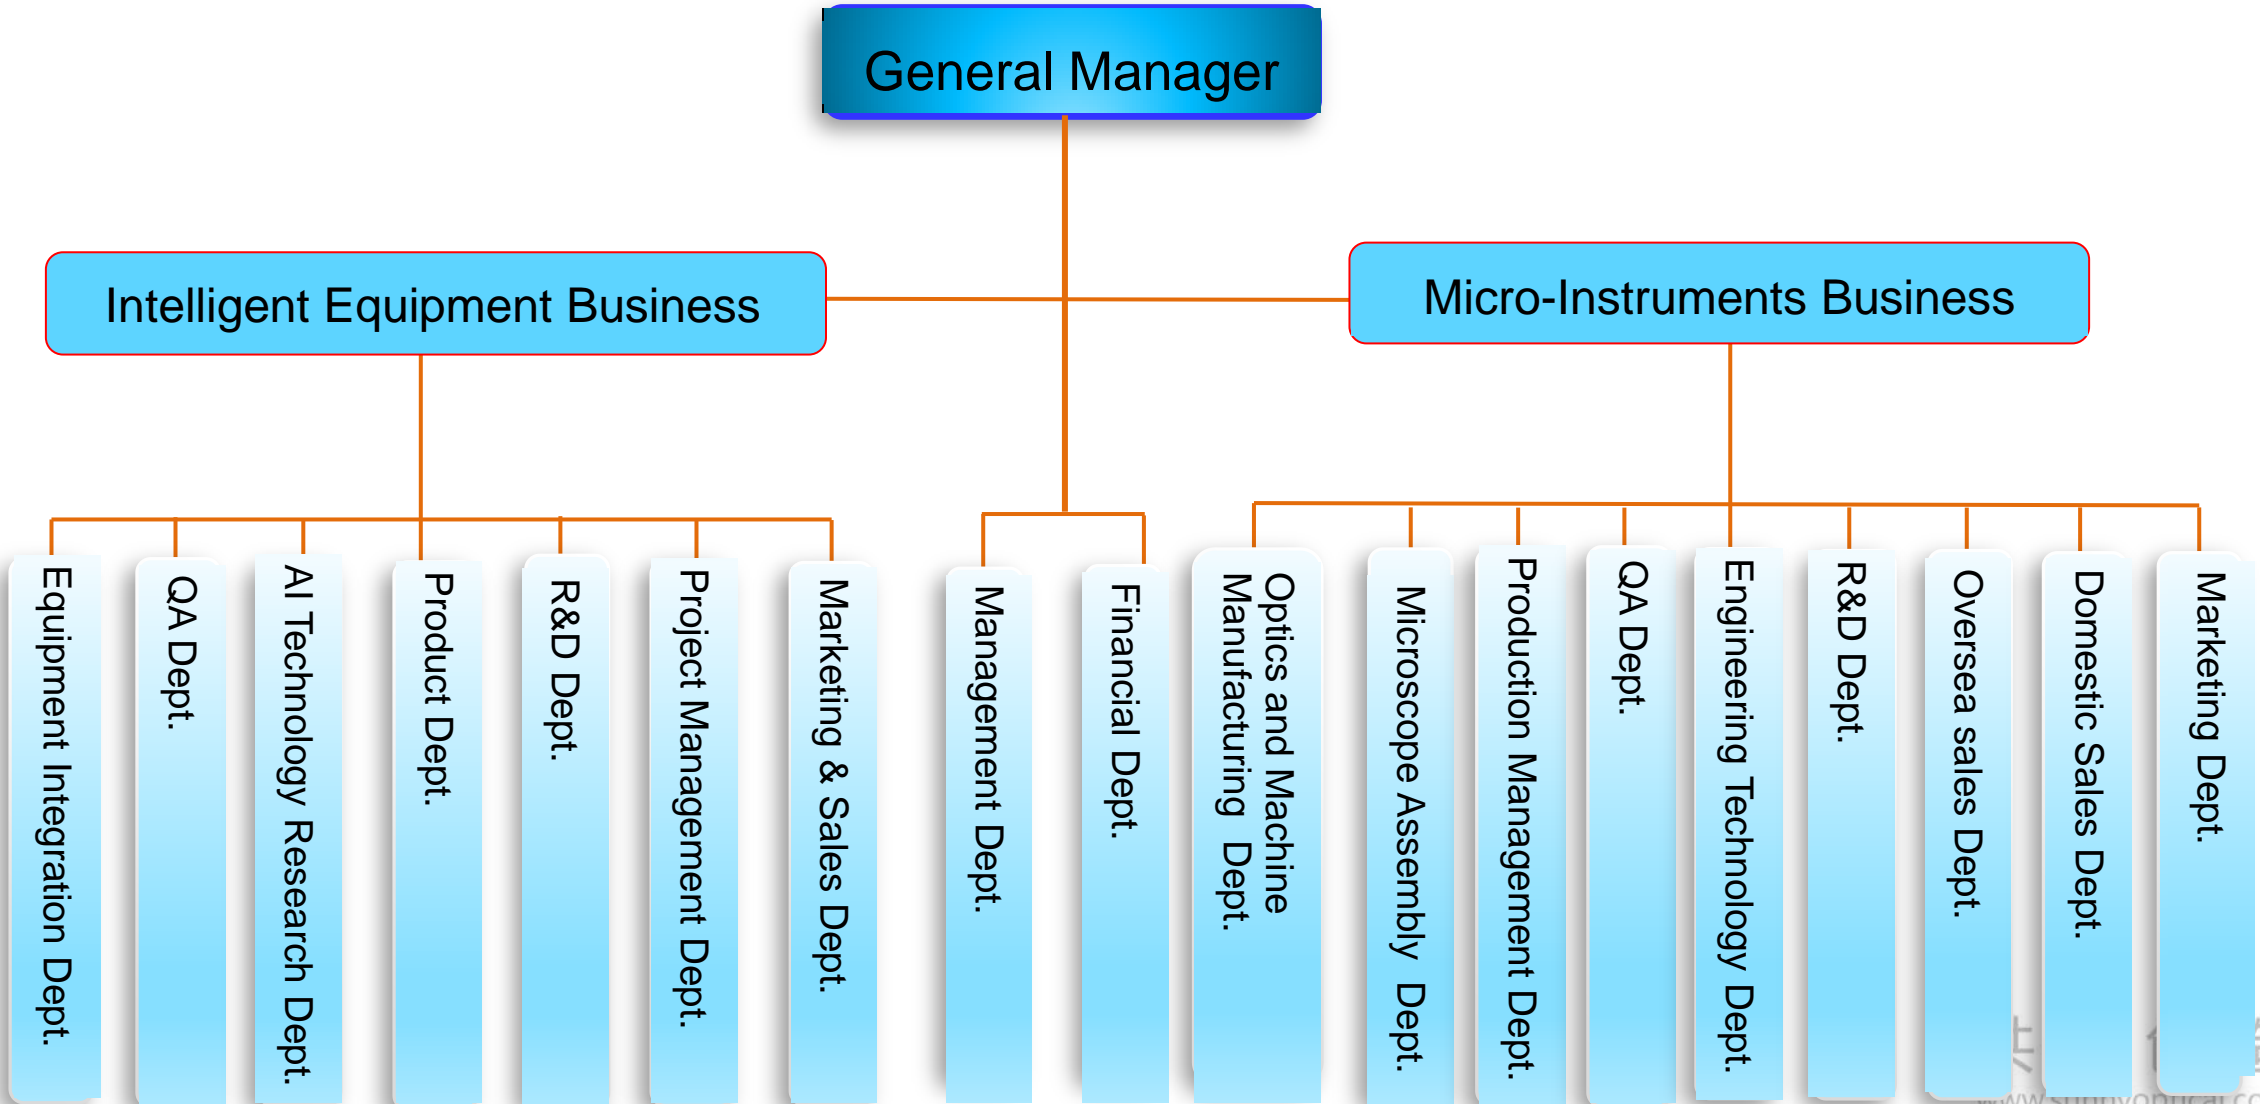 General Manager
Intelligent Equipment Business
Micro-Instruments Business
Equipment Integration Dept.
QA Dept.
AI Technology Research Dept.
Product Dept.
R&D Dept.
Project Management Dept.
Marketing & Sales Dept.
Management Dept.
Financial Dept.
Optics and Machine
Manufacturing Dept.
Microscope Assembly Dept.
Production Management Dept.
QA Dept.
Engineering Technology Dept.
R&D Dept.
Oversea sales Dept.
Domestic Sales Dept.
Marketing Dept.